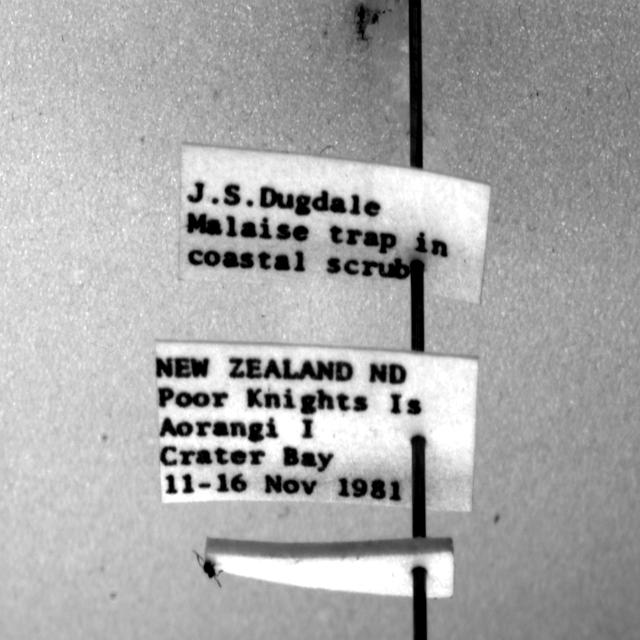 J.S.Dugdale
Malaise trap in
coastal scrub
NEW ZEALAND ND
Poor Knights Is
Aorangi I
Crater Bay
11-16 Nov 1981